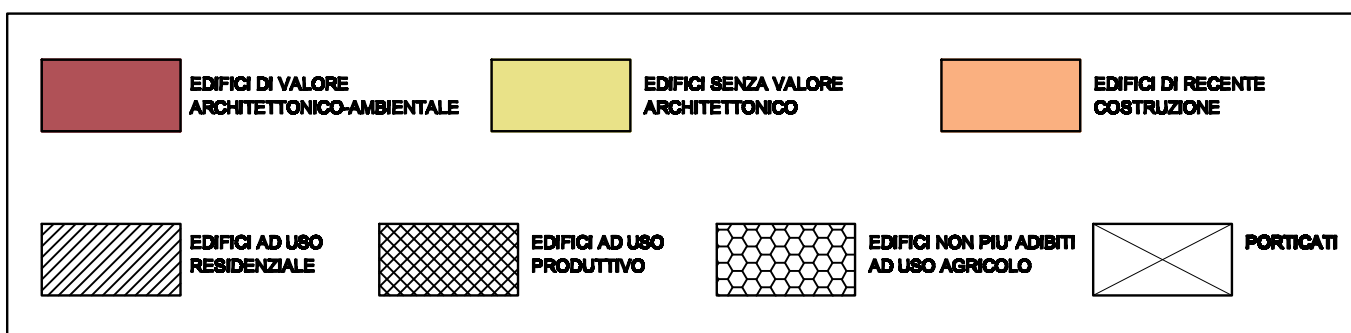 EDIFICI DI VALORE
ARCHITETTONICO-AMBIENTALE
EDIFICI SENZA VALORE
ARCHITETTONICO
EDIFICI DI RECENTE
COSTRUZIONE
EDIFICI AD USO
RESIDENZIALE
EDIFICI AD USO
PRODUTTIVO
EDIFICI NON PIU' ADIBITI
AD USO AGRICOLO
PORTICATI